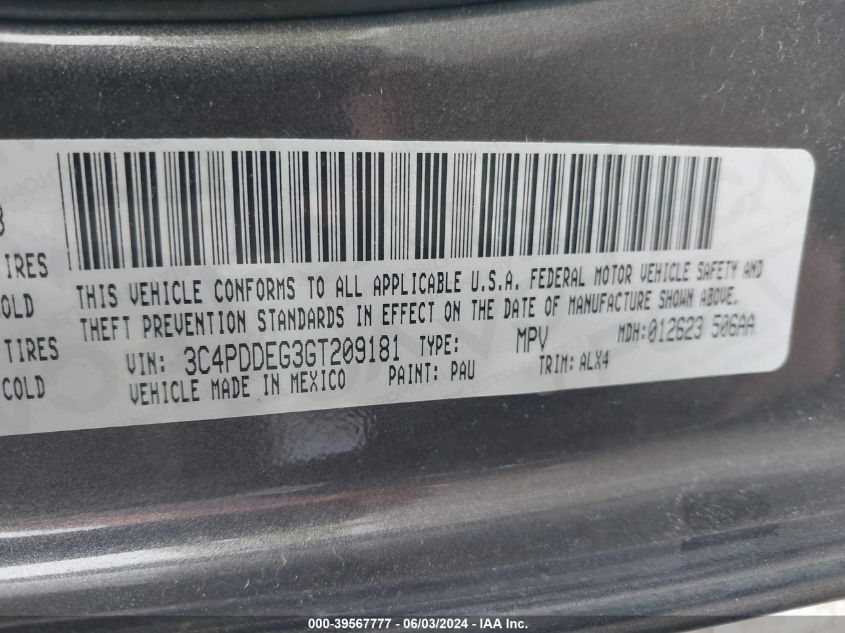 8
IRES
COLD
TIRES
COLD
THIS VEHICLE CONFORMS TO ALL APPLICABLE U.S.A. FEDERAL MOTOR VEHICLE SAFETY AND
THEFT PREVENTION STANDARDS IN EFFECT ON THE DATE OF MANUFACTURE SHOWN ABOVE.
VIN: 3C4PDDEG3GT209181 TYPE: MPV MDH:012623 506AA
VEHICLE MADE IN MEXICO PAINT: PAU TRIM: ALX4
000-39567777 - 06/03/2024 - IAA Inc.